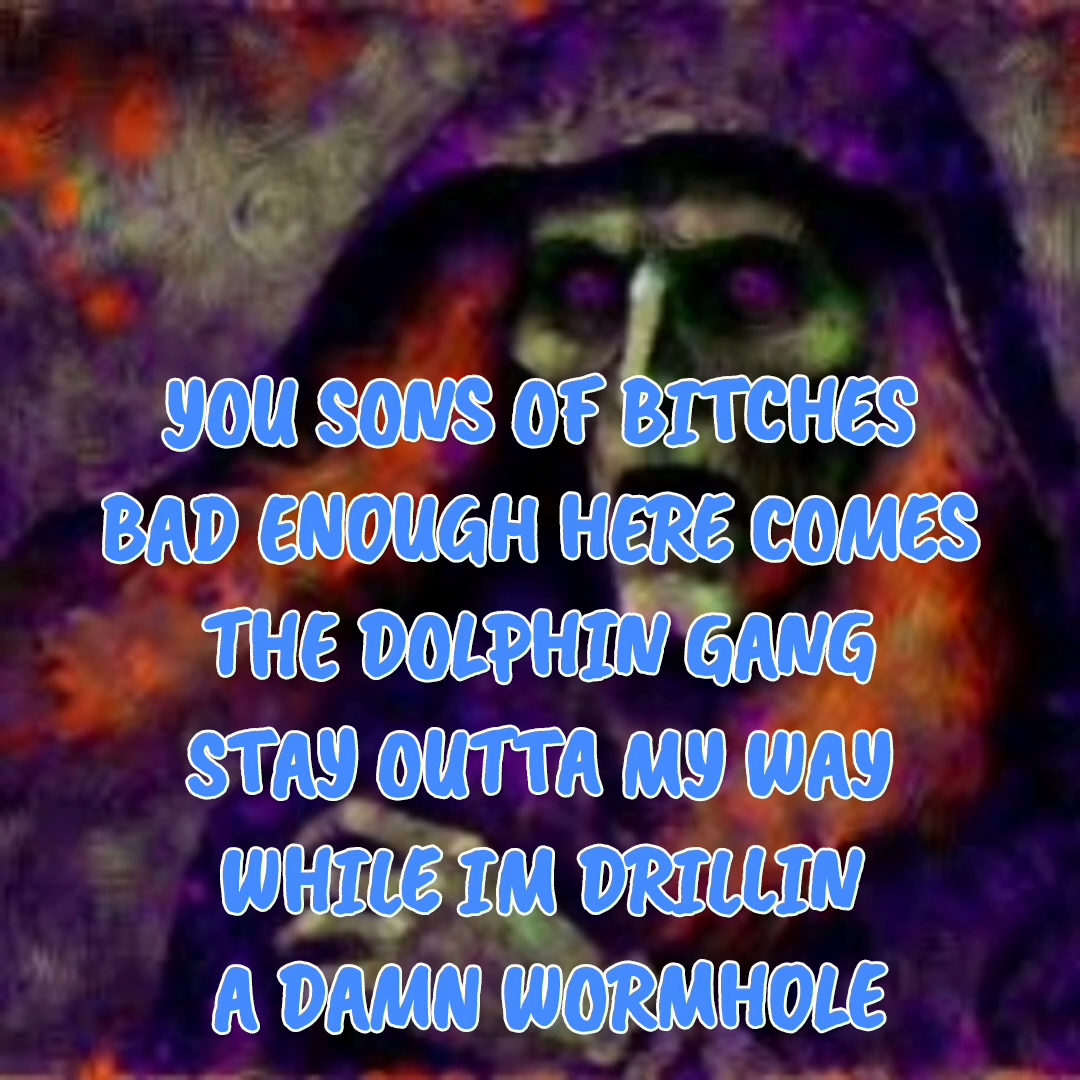 YOU SONS OF BITCHES
BAD ENOUGH HERE COMES
THE DOLPHIN GANG
STAY OUTTA MY WAY
WHILE IM DRILLIN
A DAMN WORMHOLE